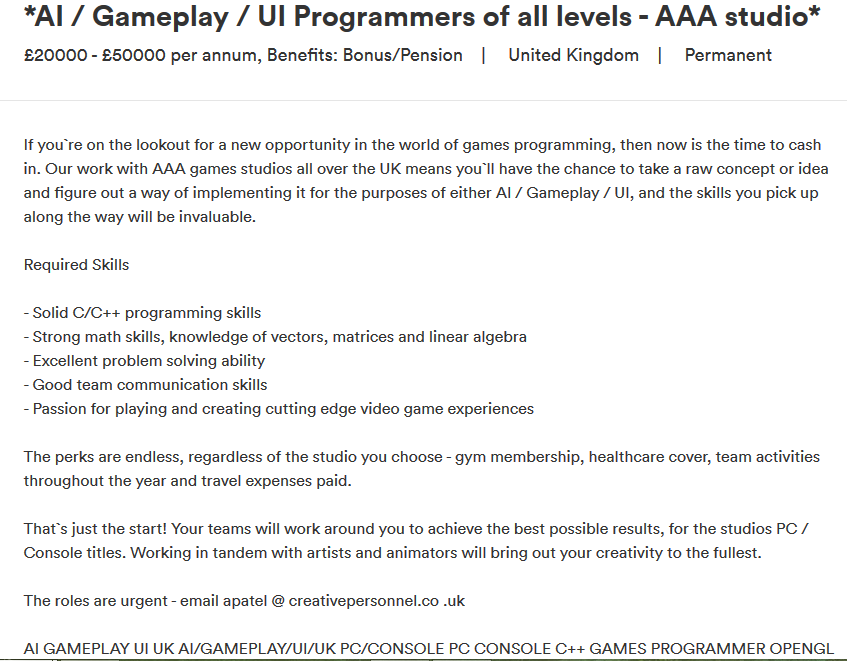 *AI / Gameplay / UI Programmers of all levels - AAA studio*
£20000 - £50000 per annum, Benefits: Bonus/Pension | United Kingdom | Permanent
If you`re on the lookout for a new opportunity in the world of games programming, then now is the time to cash
in. Our work with AAA games studios all over the UK means you`ll have the chance to take a raw concept or idea
and figure out a way of implementing it for the purposes of either AI / Gameplay / UI, and the skills you pick up
along the way will be invaluable.
Required Skills
- Solid C/C++ programming skills
- Strong math skills, knowledge of vectors, matrices and linear algebra
- Excellent problem solving ability
- Good team communication skills
- Passion for playing and creating cutting edge video game experiences
The perks are endless, regardless of the studio you choose - gym membership, healthcare cover, team activities
throughout the year and travel expenses paid.
That`s just the start! Your teams will work around you to achieve the best possible results, for the studios PC /
Console titles. Working in tandem with artists and animators will bring out your creativity to the fullest.
The roles are urgent - email apatel @ creativepersonnel.co .uk
AI GAMEPLAY UI UK AI/GAMEPLAY/UI/UK PC/CONSOLE PC CONSOLE C++ GAMES PROGRAMMER OPENGL